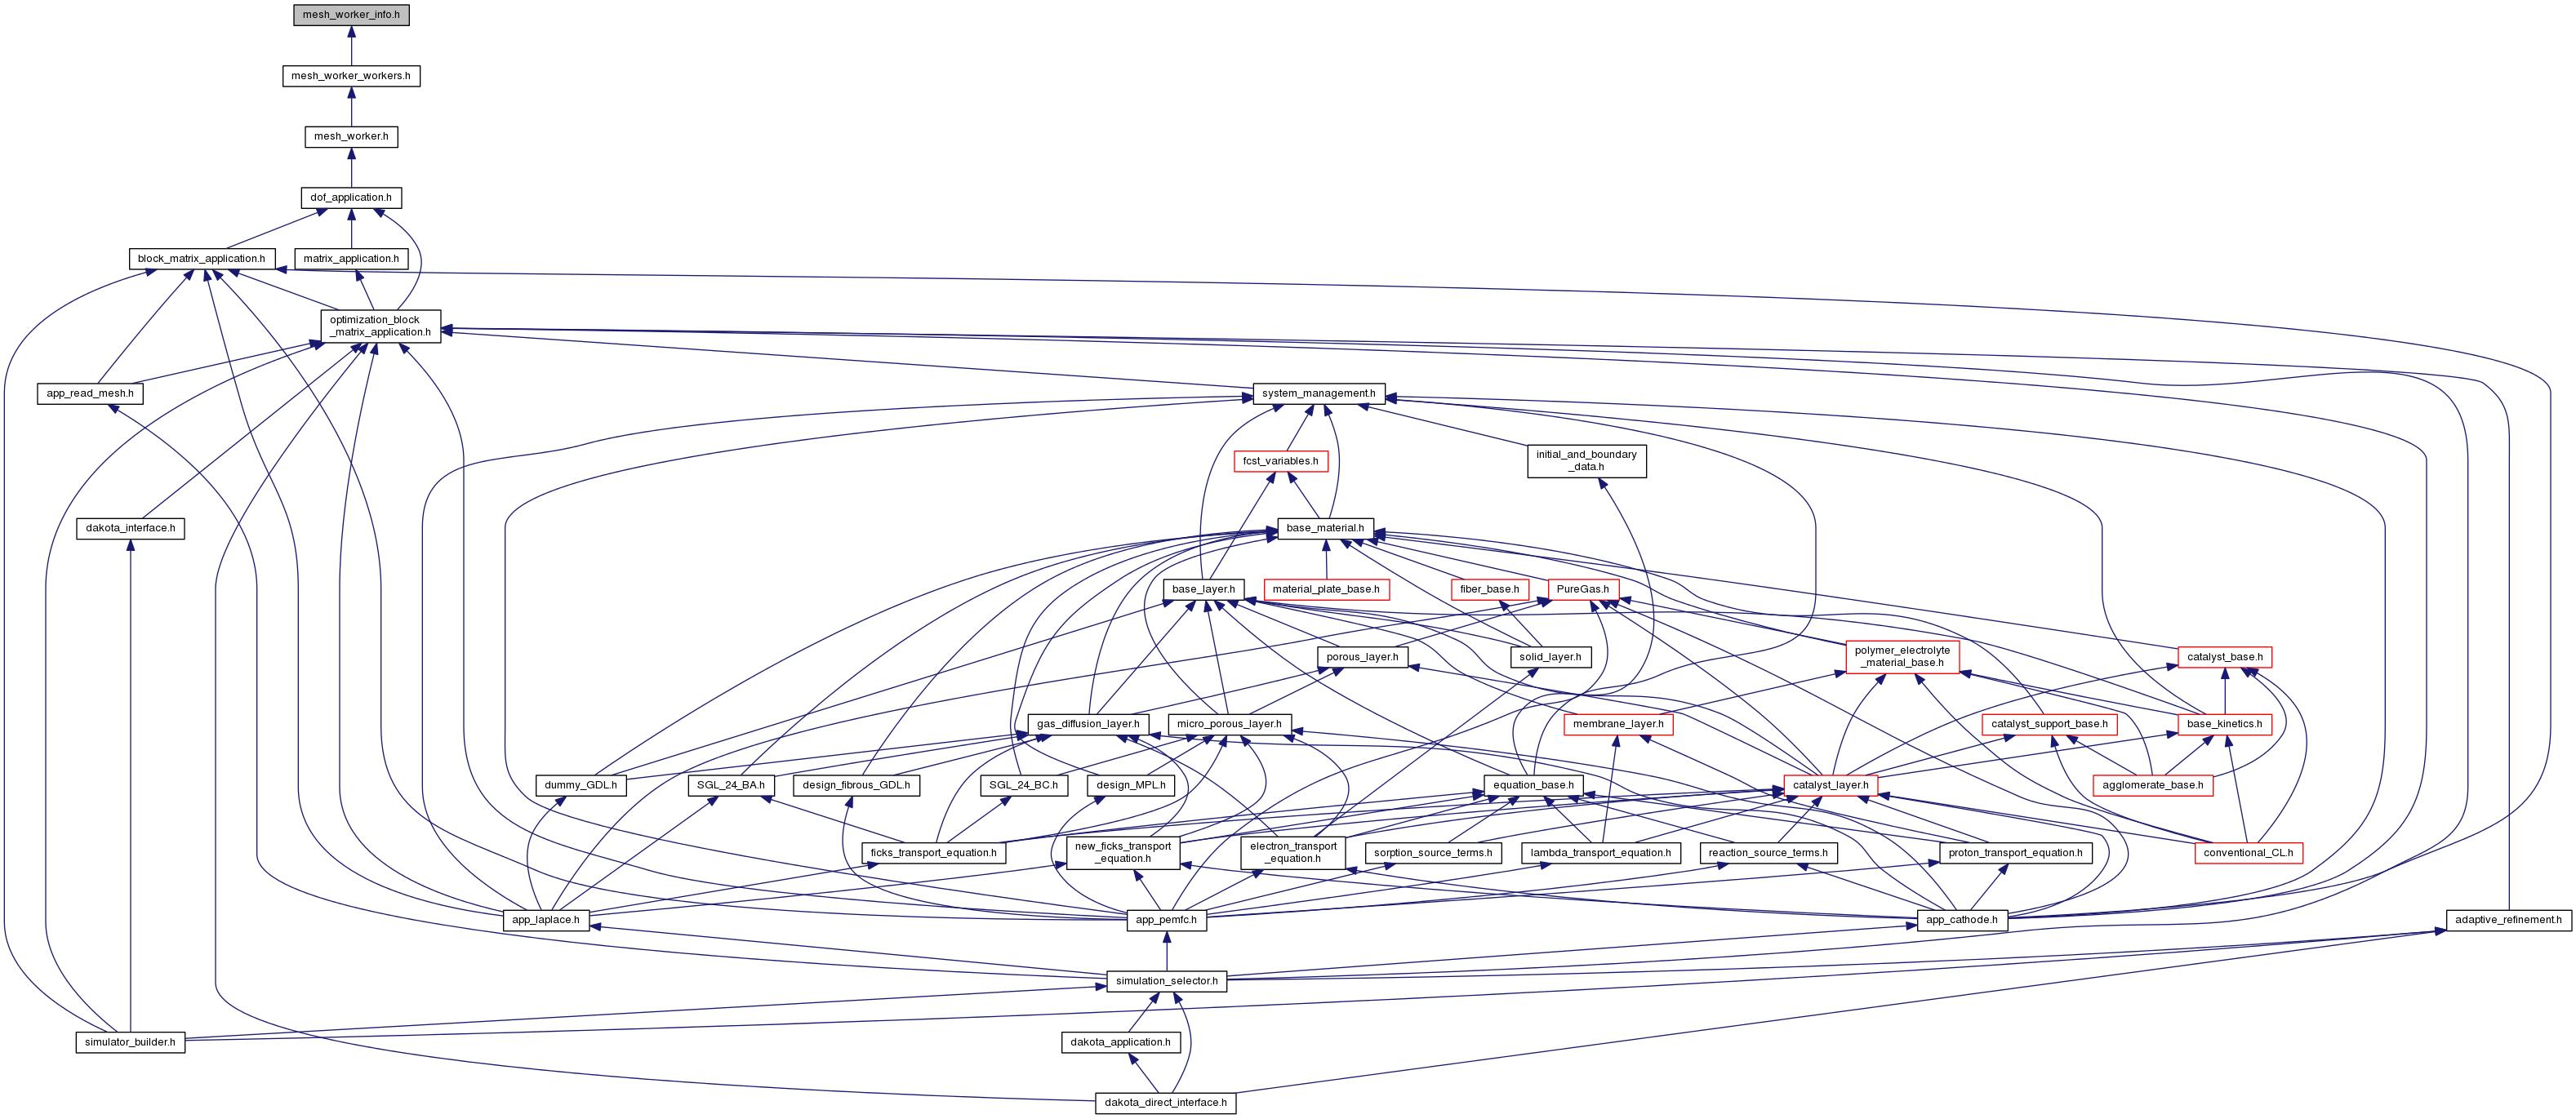 mesh_worker_info.h
mesh_worker_workers.h
mesh_worker.h
dof_application.h
block_matrix_application.h
matrix_application.h
optimization_block
_matrix_application.h
app_read_mesh.h
system_management.h
fcst_variables.h
initial_and_boundary
_data.h
dakota_interface.h
base_material.h
base_layer.h
material_plate_base.h
fiber_base.h
PureGas.h
porous_layer.h
solid_layer.h
polymer_electrolyte
_material_base.h
catalyst_base.h
gas_diffusion_layer.h
micro_porous_layer.h
membrane_layer.h
catalyst_support_base.h
base_kinetics.h
dummy_GDL.h
SGL_24_BA.h
design_fibrous_GDL.h
SGL_24_BC.h
design_MPL.h
equation_base.h
catalyst_layer.h
agglomerate_base.h
ficks_transport_equation.h
new_ficks_transport
_equation.h
electron_transport
_equation.h
sorption_source_terms.h
lambda_transport_equation.h
reaction_source_terms.h
proton_transport_equation.h
conventional_CL.h
app_laplace.h
app_pemfc.h
app_cathode.h
adaptive_refinement.h
simulation_selector.h
simulator_builder.h
dakota_application.h
dakota_direct_interface.h